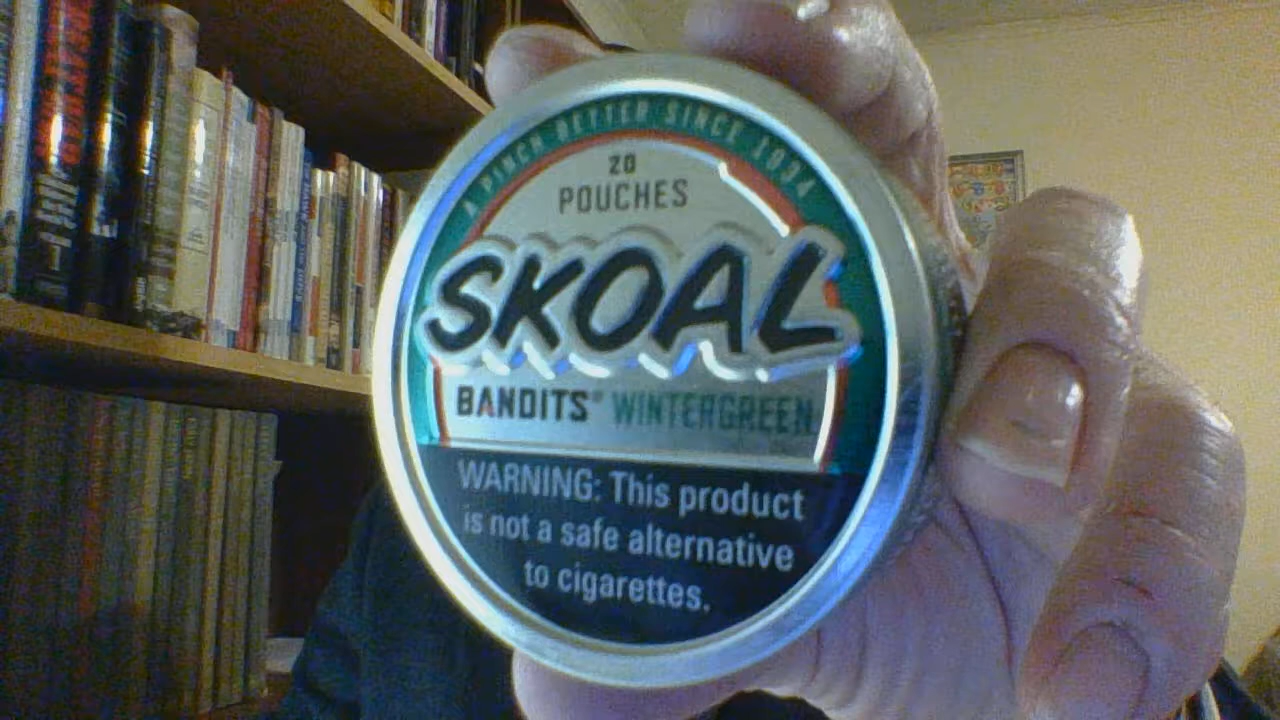 A PINCH BETTER SINCE 1934
20
POUCHES
SKOAL
BANDITS® WINTERGREEN
WARNING: This product
is not a safe alternative
to cigarettes.